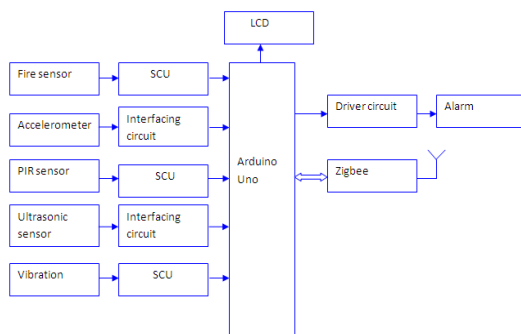 LCD
Fire sensor
SCU
Accelerometer
Interfacing
circuit
Driver circuit
Alarm
PIR sensor
SCU
Arduino
Uno
Zigbee
Ultrasonic
sensor
Interfacing
circuit
Vibration
SCU